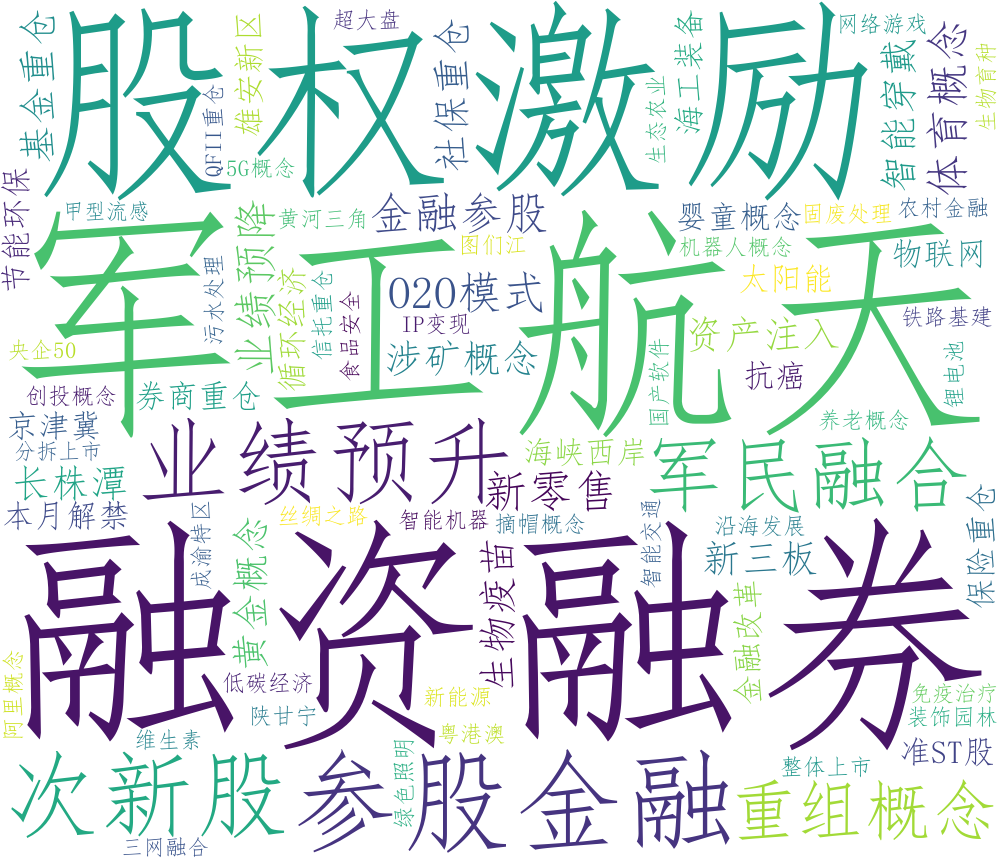 基金重仓
股权激励
超大盘
网络游戏
QFII重仓
雄安新区
社保重仓
生态农业
海工装备
智能穿戴
体育概念
生物育种
5G概念
节能环保
甲型流感
黄河三角
金融参股
婴童概念
固废处理
农村金融
军工航天
污水处理
业绩预降
循环经济
信托重仓
食品安全
图们江
机器人概念
物联网
O2O模式
太阳能
IP变现
资产注入
铁路基建
央企50
涉矿概念
国产软件
抗癌
锂电池
创投概念
券商重仓
京津冀
养老概念
分拆上市
业绩预升
海峡西岸
军民融合
长株潭
新零售
本月解禁
成渝特区
黄金概念
丝绸之路
智能机器
摘帽概念
智能交通
沿海发展
保险重仓
生物疫苗
新三板
融资融券
金融改革
阿里概念
低碳经济
新能源
免疫治疗
陕甘宁
装饰园林
维生素
粤港澳
绿色照明
准ST股
次新股
参股金融
整体上市
重组概念
三网融合